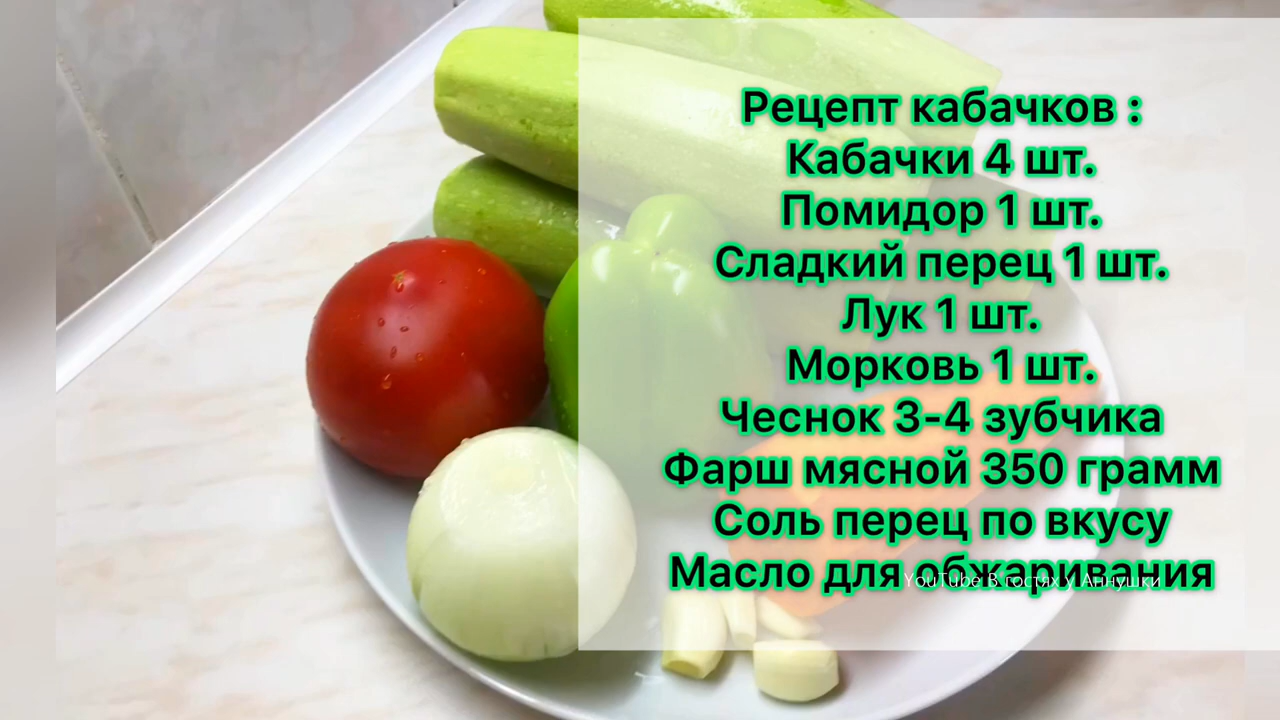 Рецепт кабачков :
Кабачки 4 шт.
Помидор 1 шт.
Сладкий перец 1 шт.
Лук 1 шт.
Морковь 1 шт.
Чеснок 3-4 зубчика
Фарш мясной 350 грамм
Соль перец по вкусу
Масло для обжаривания
YouTube В гостях у Аннушки